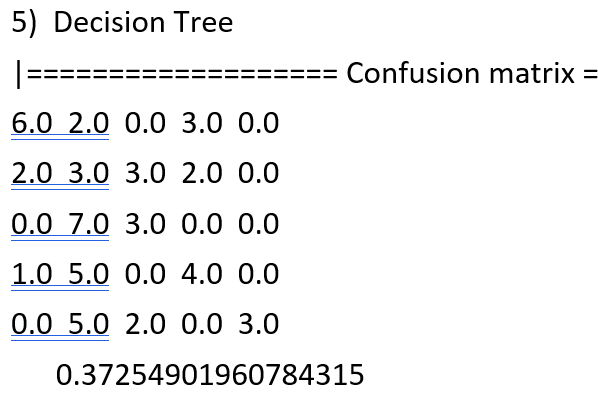 5) Decision Tree
|=================== Confusion matrix =
6.0 2.0 0.0 3.0 0.0
2.0 3.0 3.0 2.0 0.0
0.0 7.0 3.0 0.0 0.0
1.0 5.0 0.0 4.0 0.0
0.0 5.0 2.0 0.0 3.0
0.37254901960784315